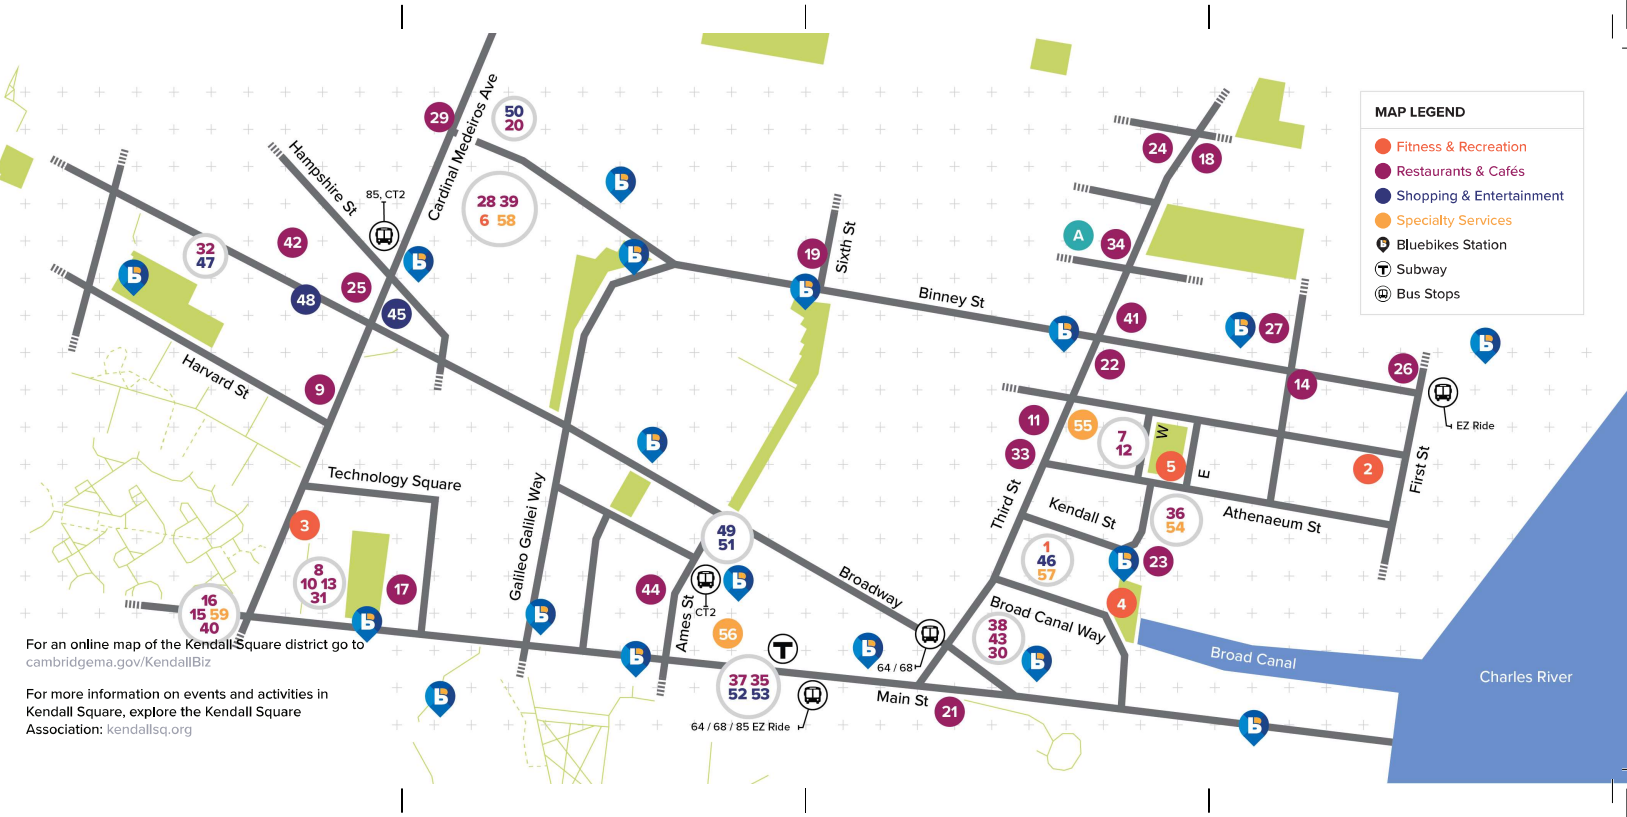 29
Cardinal Medeiros Ave
50
20
Hampshire St
85, CT2
28 39
6 58
32
47
42
25
48
45
Harvard St
9
19
Sixth St
Binney St
24
18
A
34
41
27
22
26
14
EZ Ride
MAP LEGEND
Fitness & Recreation
Restaurants & Cafés
Shopping & Entertainment
Specialty Services
Bluebikes Station
T Subway
Bus Stops
11
55
7
12
W
5
E
33
2
First St
Third St
Kendall St
36
54
Athenaeum St
1
46
57
23
4
Technology Square
3
8
10 13
31
17
16
15 59
40
Galileo Galilei Way
49
51
44
CT2
Ames St
56
Broadway
T
64 / 68
Broad Canal Way
38
43
30
37 35
52 53
64 / 68 / 85 EZ Ride
Main St
21
Broad Canal
Charles River
For an online map of the Kendall Square district go to
cambridgema.gov/KendallBiz
For more information on events and activities in
Kendall Square, explore the Kendall Square
Association: kendallsq.org